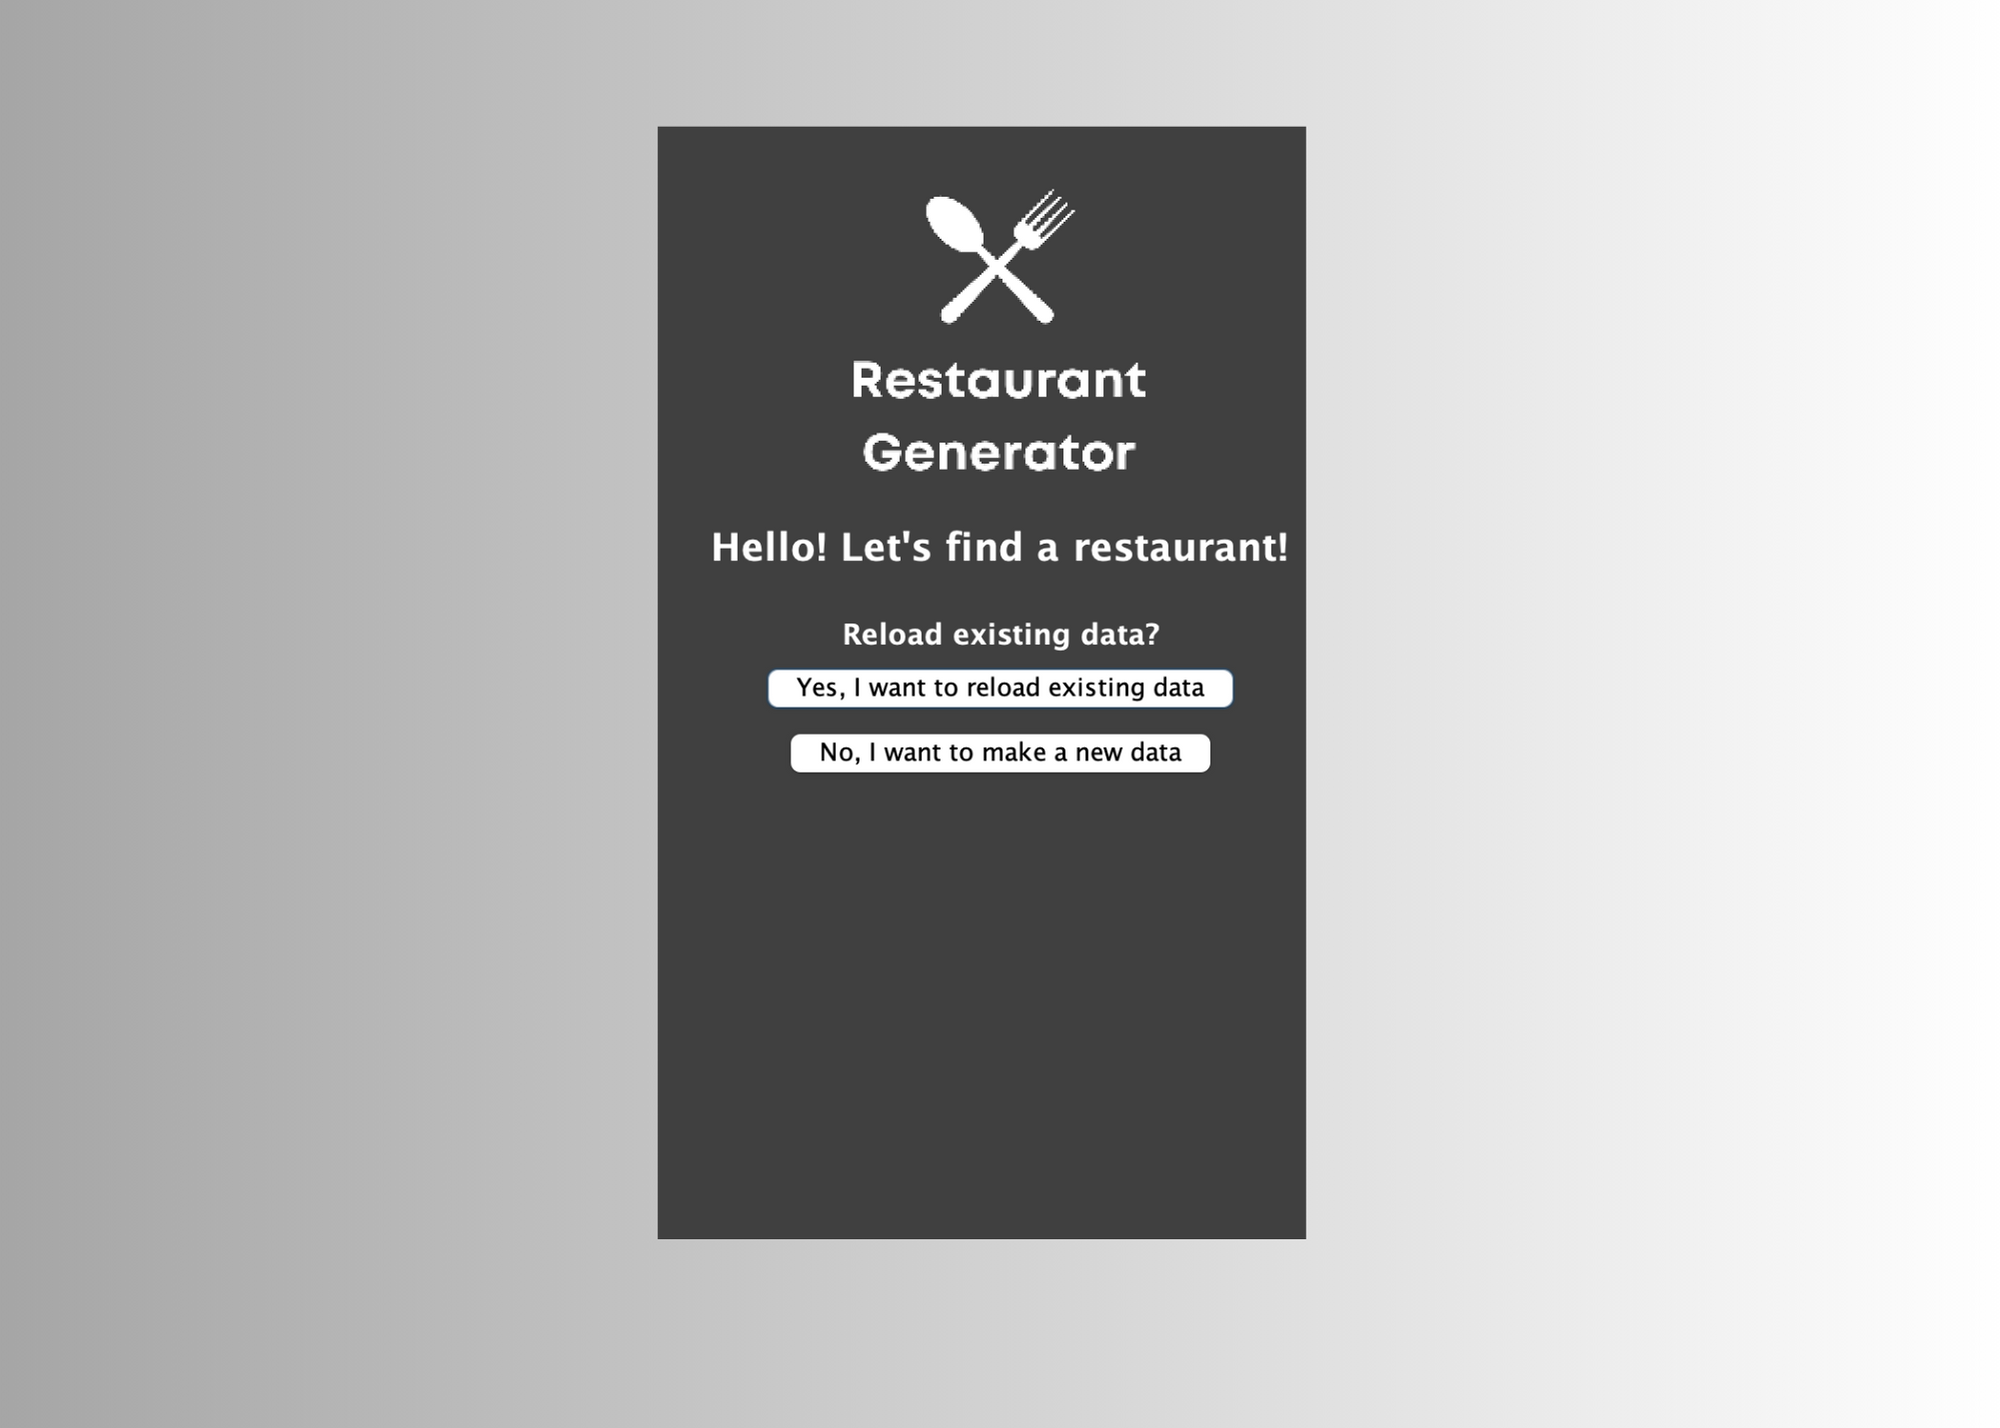 Restaurant
Generator
Hello! Let's find a restaurant!
Reload existing data?
Yes, I want to reload existing data
No, I want to make a new data